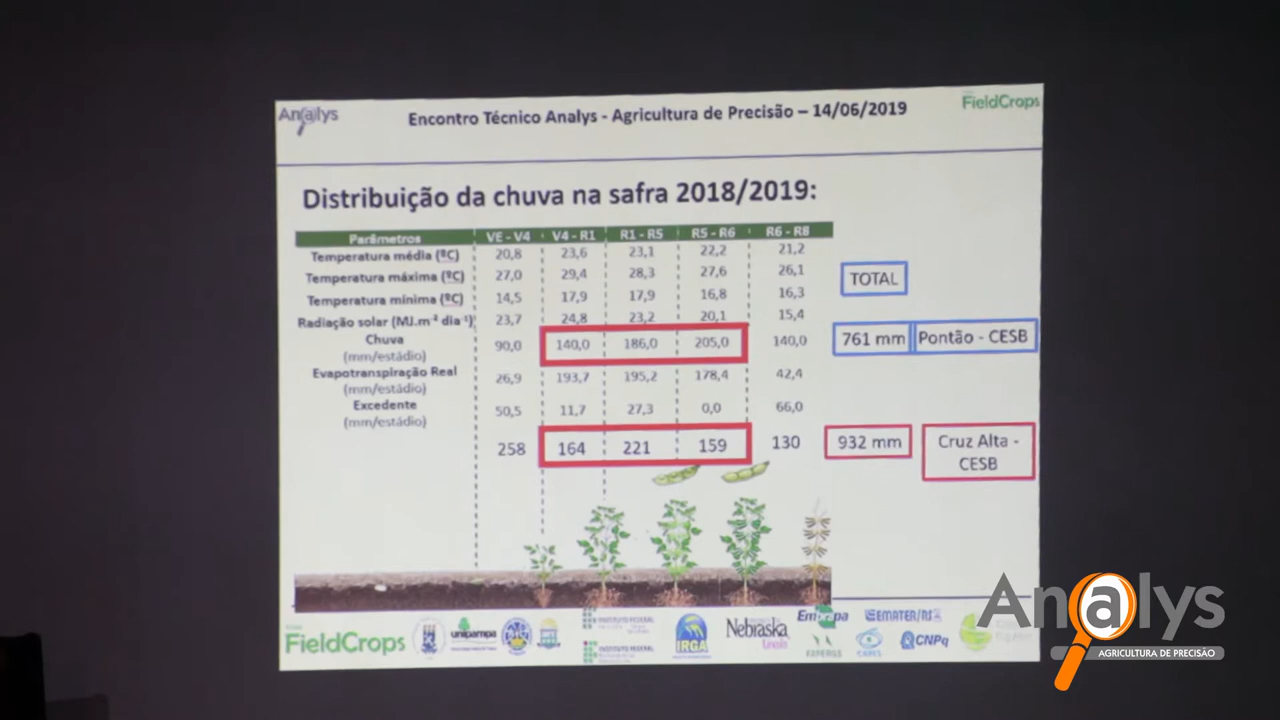 Analys
Encontro Técnico Analys - Agricultura de Precisão – 14/06/2019
FieldCrops
Distribuição da chuva na safra 2018/2019:
Parâmetros VE - V4 V4 - R1 R1 - R5 R5 - R6 R6 - R8
Temperatura média (ºC) 20,8 23,6 23,1 22,2 21,2
Temperatura máxima (ºC) 27,0 29,4 28,3 27,6 26,1
TOTAL
Temperatura mínima (ºC) 14,5 17,9 17,9 16,8 16,3
Radiação solar (MJ.m⁻² dia⁻¹) 23,7 24,8 23,2 20,1 15,4
Chuva
(mm/estádio) 90,0 140,0 186,0 205,0 140,0 761 mm Pontão - CESB
Evapotranspiração Real
(mm/estádio) 26,9 193,7 195,2 178,4 42,4
Excedente
(mm/estádio) 50,5 11,7 27,3 0,0 66,0
258 164 221 159 130 932 mm Cruz Alta -
CESB
FieldCrops
unipampa
INSTITUTO FEDERAL
INSTITUTO FEDERAL
IRGA
Nebraska
Lincoln
Embrapa
EMATER/RS
CAPES
CNPq
Analys
AGRICULTURA DE PRECISÃO